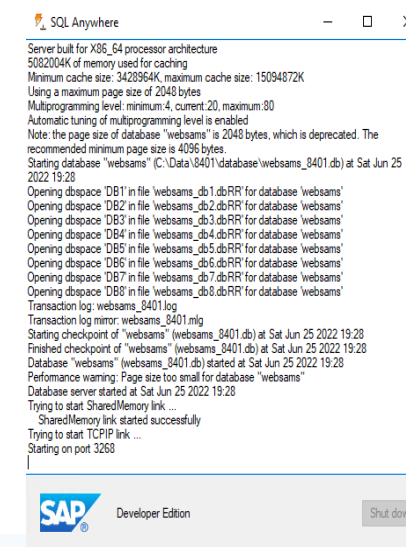 SQL Anywhere
Server built for X86_64 processor architecture
5082004K of memory used for caching
Minimum cache size: 3428964K, maximum cache size: 15094872K
Using a maximum page size of 2048 bytes
Multiprogramming level: minimum:4, current:20, maximum:80
Automatic tuning of multiprogramming level is enabled
Note: the page size of database "websams" is 2048 bytes, which is deprecated. The
recommended minimum page size is 4096 bytes.
Starting database "websams" (C:\Data\8401\database\websams_8401.db) at Sat Jun 25
2022 19:28
Opening dbspace 'DB1' in file 'websams_db1.dbRR' for database 'websams'
Opening dbspace 'DB2' in file 'websams_db2.dbRR' for database 'websams'
Opening dbspace 'DB3' in file 'websams_db3.dbRR' for database 'websams'
Opening dbspace 'DB4' in file 'websams_db4.dbRR' for database 'websams'
Opening dbspace 'DB5' in file 'websams_db5.dbRR' for database 'websams'
Opening dbspace 'DB6' in file 'websams_db6.dbRR' for database 'websams'
Opening dbspace 'DB7' in file 'websams_db7.dbRR' for database 'websams'
Opening dbspace 'DB8' in file 'websams_db8.dbRR' for database 'websams'
Transaction log: websams_8401.log
Transaction log mirror: websams_8401.mlg
Starting checkpoint of "websams" (websams_8401.db) at Sat Jun 25 2022 19:28
Finished checkpoint of "websams" (websams_8401.db) at Sat Jun 25 2022 19:28
Database "websams" (websams_8401.db) started at Sat Jun 25 2022 19:28
Performance warning: Page size too small for database "websams"
Database server started at Sat Jun 25 2022 19:28
Trying to start SharedMemory link ...
SharedMemory link started successfully
Trying to start TCPIP link ...
Starting on port 3268
SAP® Developer Edition Shut dow